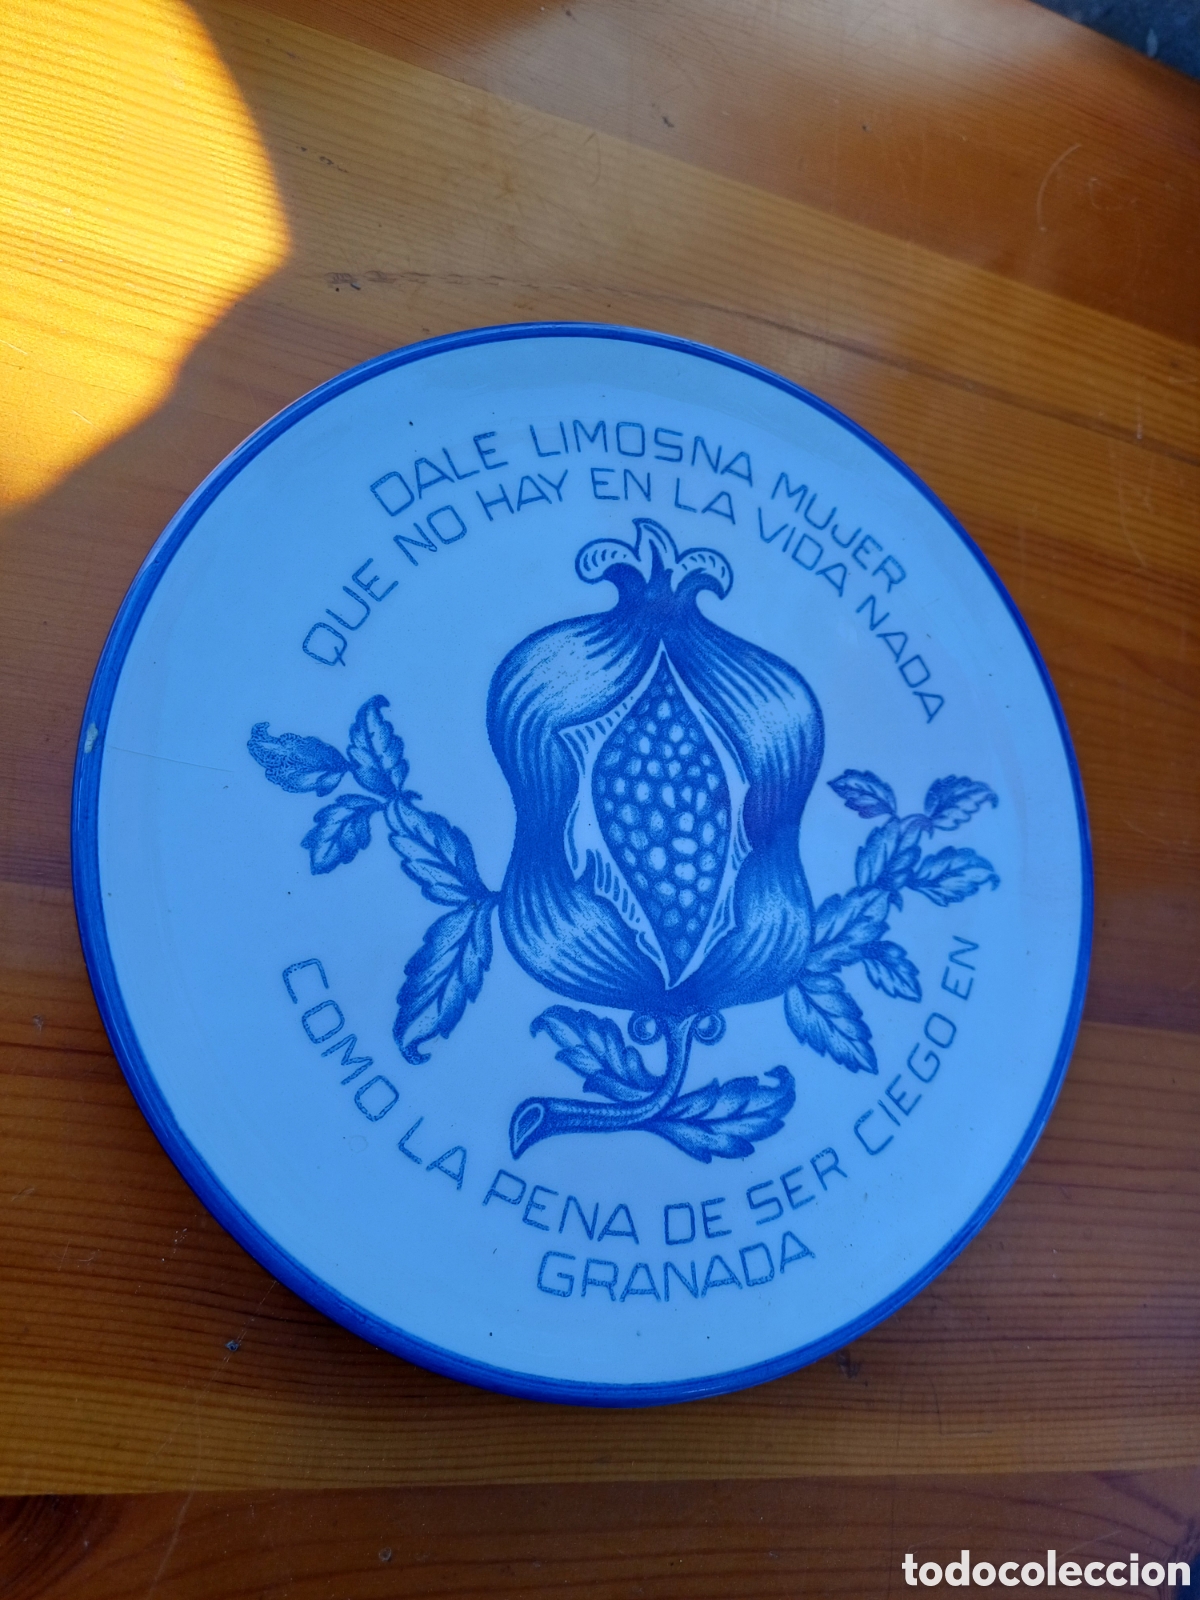 DALE LIMOSNA MUJER
QUE NO HAY EN LA VIDA NADA
COMO LA PENA DE SER CIEGO EN
GRANADA
todocoleccion